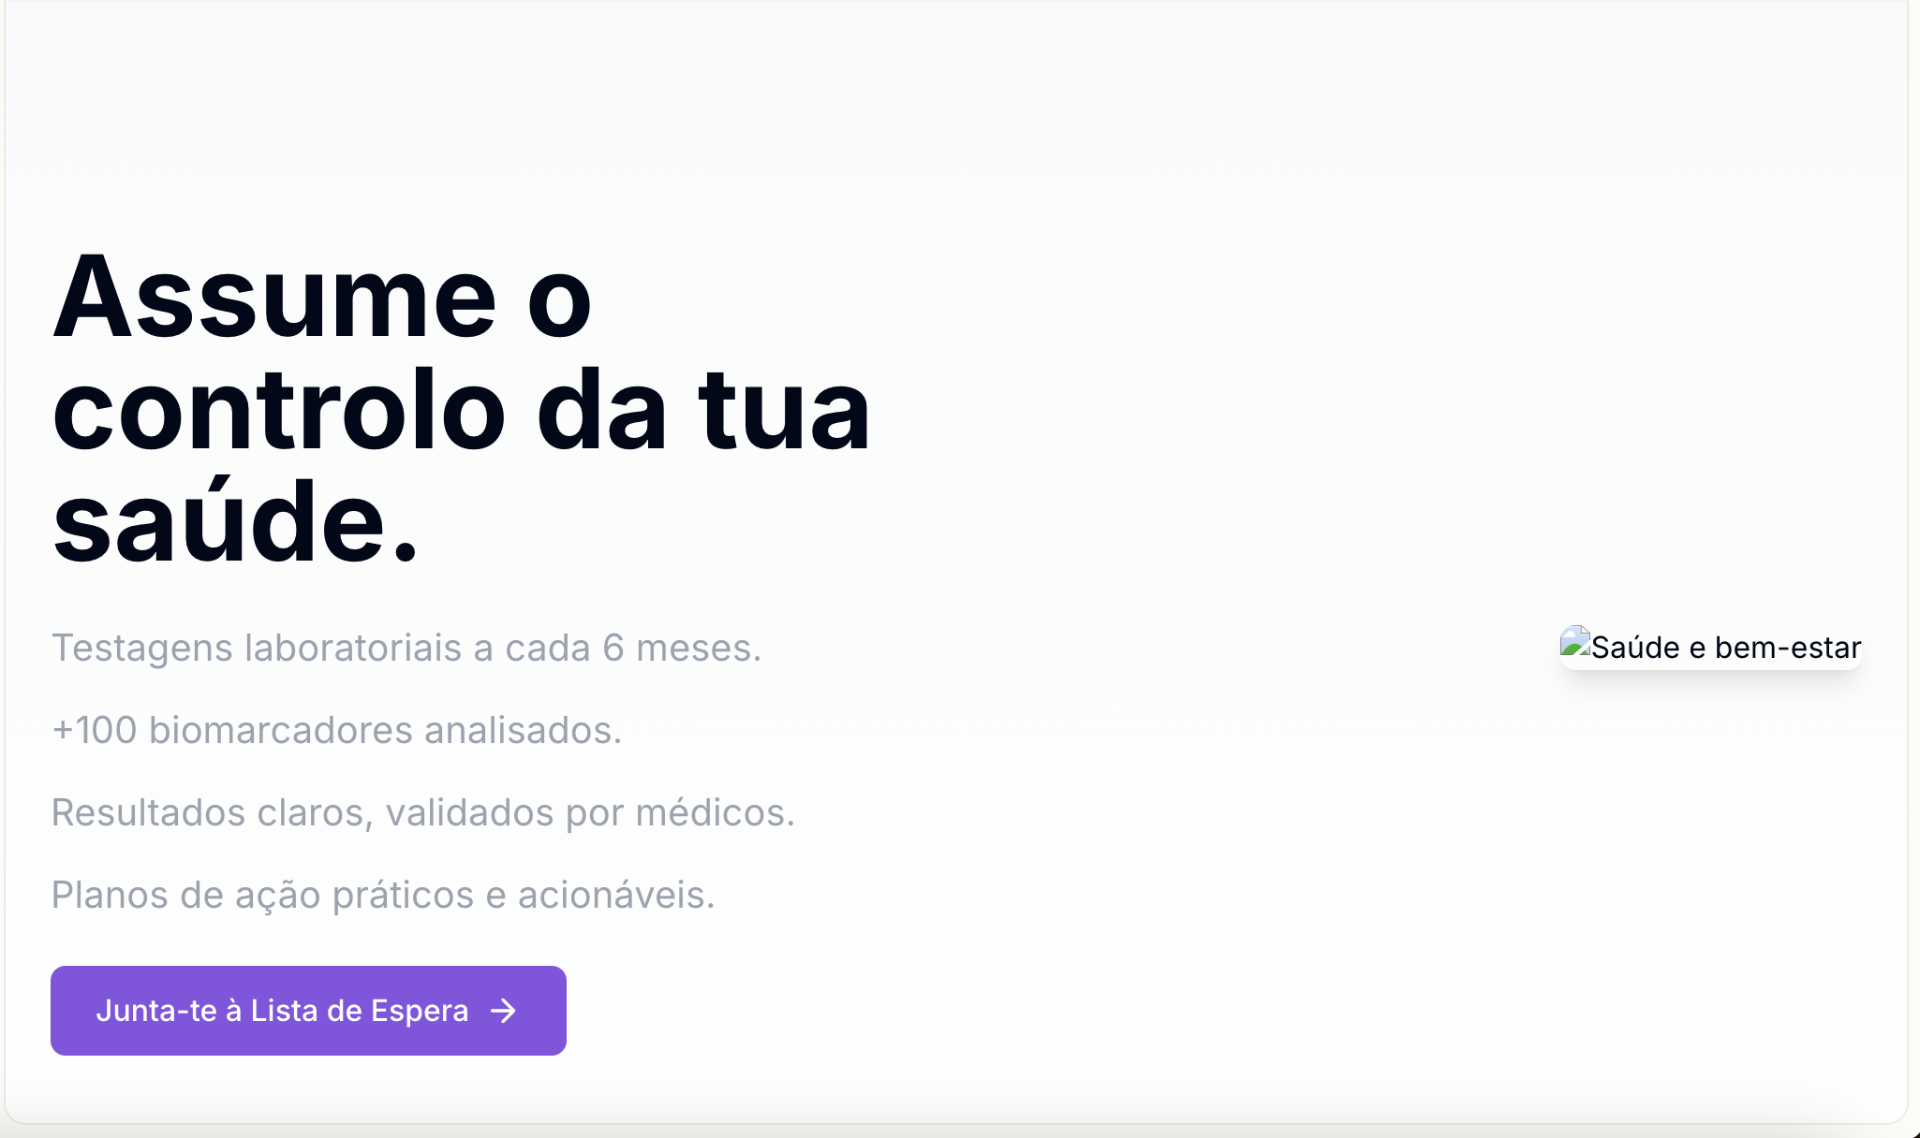 Assume o
controlo da tua
saúde.
Testagens laboratoriais a cada 6 meses.
Saúde e bem-estar
+100 biomarcadores analisados.
Resultados claros, validados por médicos.
Planos de ação práticos e acionáveis.
Junta-te à Lista de Espera